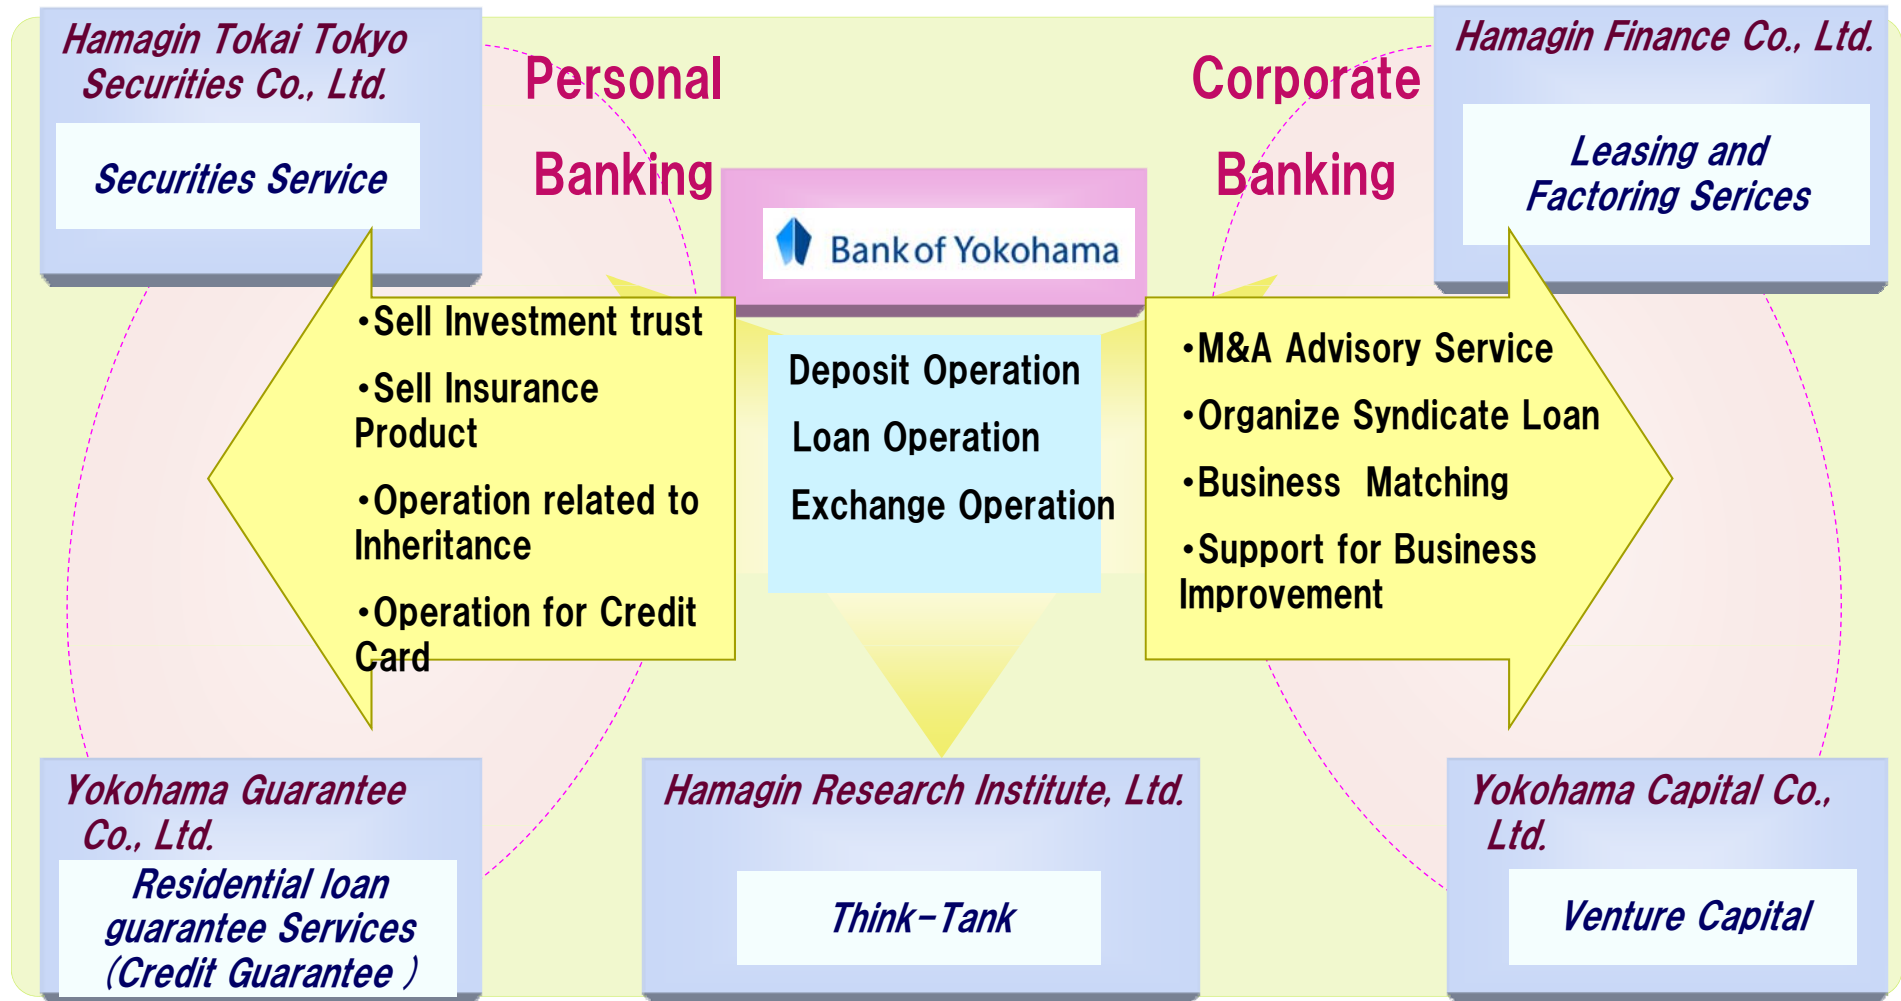 Hamagin Tokai Tokyo
Securities Co., Ltd.
Securities Service
Personal
Banking
Bank of Yokohama
Corporate
Banking
Hamagin Finance Co., Ltd.
Leasing and
Factoring Serices
・Sell Investment trust
・Sell Insurance
Product
・Operation related to
Inheritance
・Operation for Credit
Card
Deposit Operation
Loan Operation
Exchange Operation
・M&A Advisory Service
・Organize Syndicate Loan
・Business Matching
・Support for Business
Improvement
Yokohama Guarantee
Co., Ltd.
Residential loan
guarantee Services
(Credit Guarantee )
Hamagin Research Institute, Ltd.
Think-Tank
Yokohama Capital Co.,
Ltd.
Venture Capital